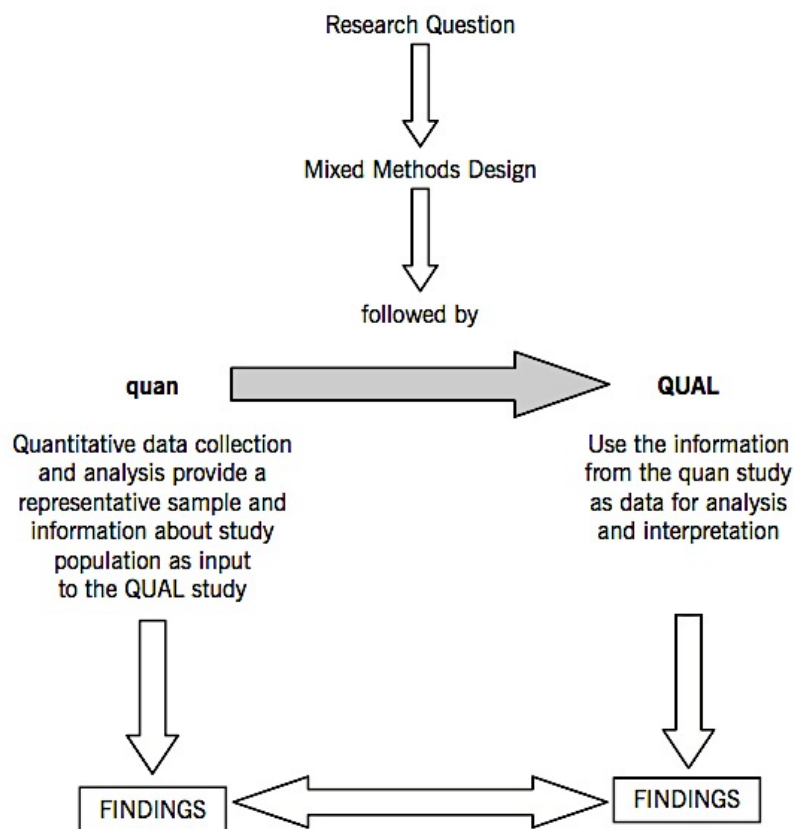 Research Question
Mixed Methods Design
followed by
quan
QUAL
Quantitative data collection
and analysis provide a
representative sample and
information about study
population as input
to the QUAL study
Use the information
from the quan study
as data for analysis
and interpretation
FINDINGS
FINDINGS